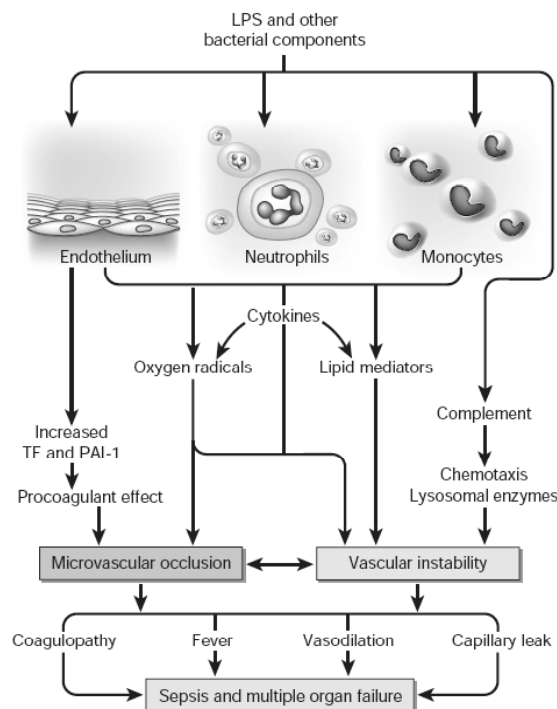 LPS and other
bacterial components
Endothelium
Neutrophils
Monocytes
Cytokines
Oxygen radicals
Lipid mediators
Complement
Increased
TF and PAI-1
Chemotaxis
Lysosomal enzymes
Procoagulant effect
Microvascular occlusion
Vascular instability
Coagulopathy
Fever
Vasodilation
Capillary leak
Sepsis and multiple organ failure